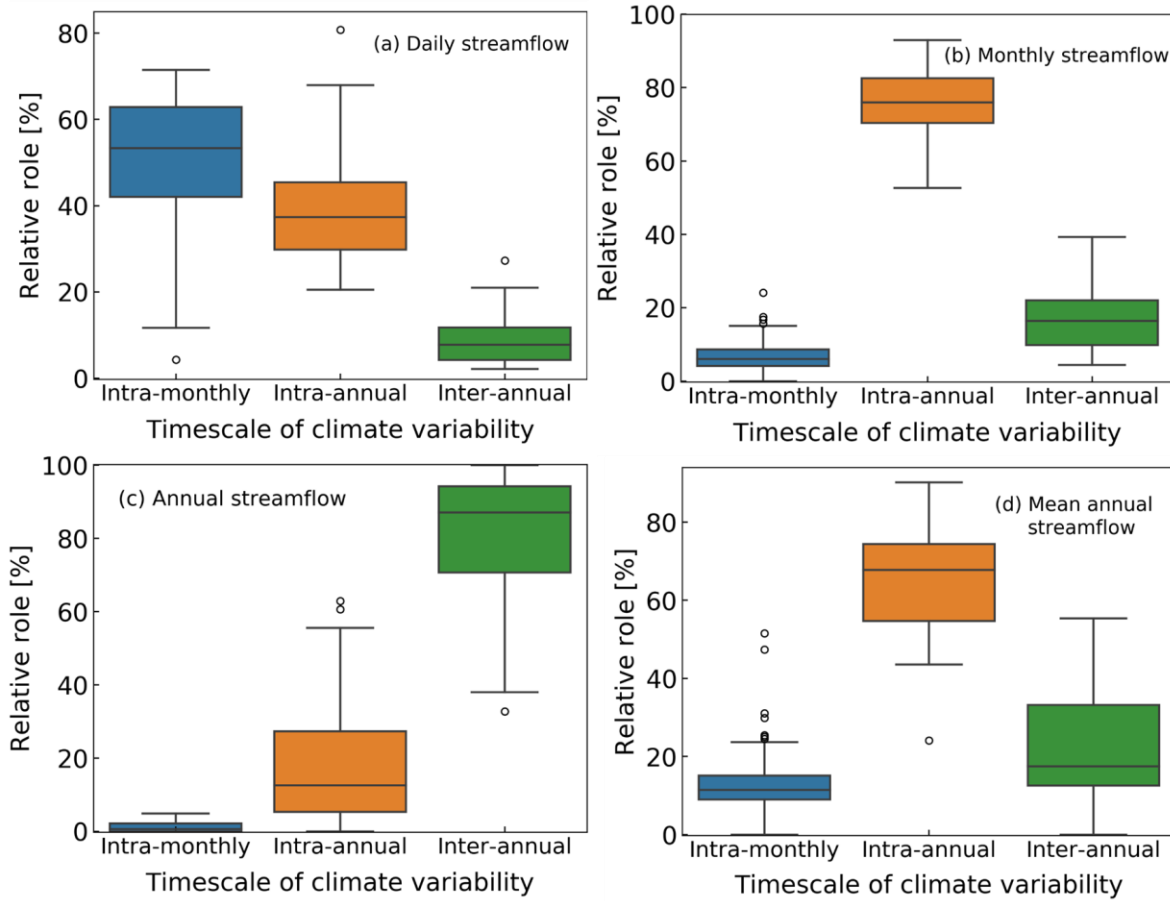 (a) Daily streamflow
Relative role [%]
80
60
40
20
0
Intra-monthly Intra-annual Inter-annual
Timescale of climate variability
(b) Monthly streamflow
Relative role [%]
100
80
60
40
20
0
Intra-monthly Intra-annual Inter-annual
Timescale of climate variability
(c) Annual streamflow
Relative role [%]
100
80
60
40
20
0
Intra-monthly Intra-annual Inter-annual
Timescale of climate variability
(d) Mean annual
streamflow
Relative role [%]
80
60
40
20
0
Intra-monthly Intra-annual Inter-annual
Timescale of climate variability